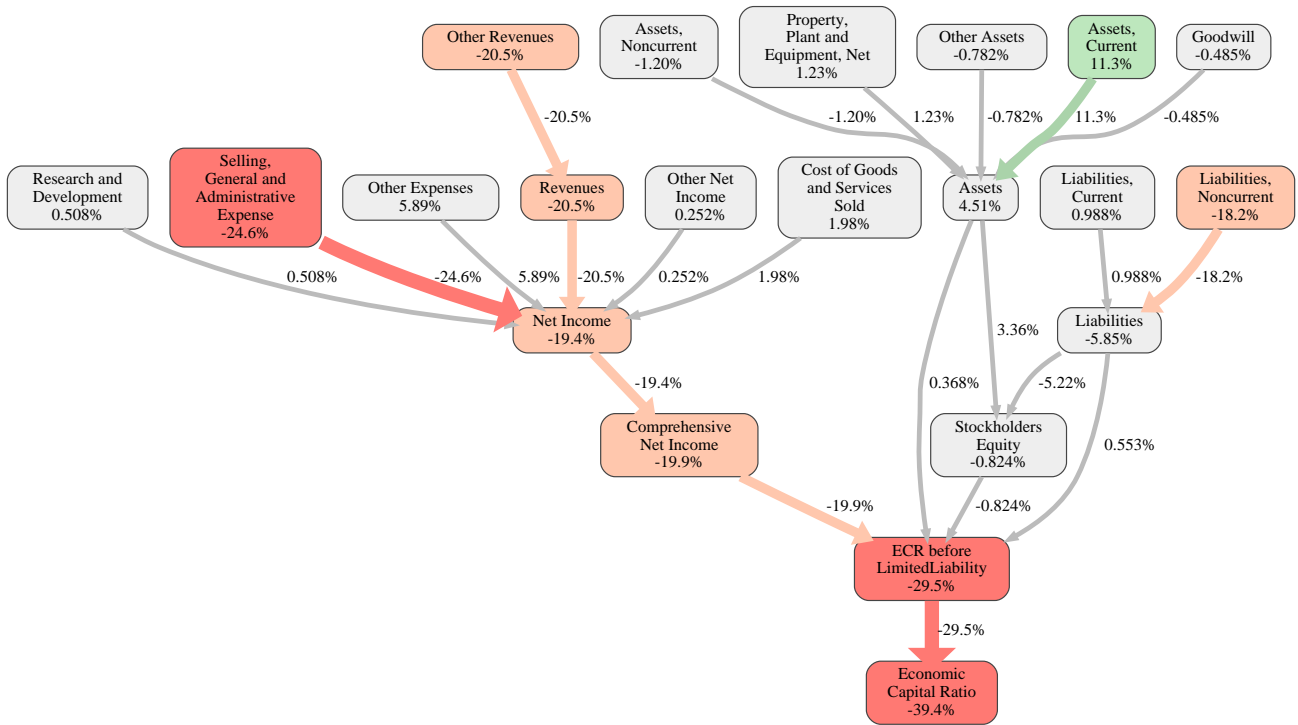 Other Revenues
-20.5%
Assets,
Noncurrent
-1.20%
Property,
Plant and
Equipment, Net
1.23%
Other Assets
-0.782%
Assets,
Current
11.3%
Goodwill
-0.485%
-20.5%
-1.20%
1.23%
-0.782%
11.3%
-0.485%
Research and
Development
0.508%
Selling,
General and
Administrative
Expense
-24.6%
Other Expenses
5.89%
Revenues
-20.5%
Other Net
Income
0.252%
Cost of Goods
and Services
Sold
1.98%
Assets
4.51%
Liabilities,
Current
0.988%
Liabilities,
Noncurrent
-18.2%
0.508%
-24.6%
5.89%
-20.5%
0.252%
1.98%
0.988%
-18.2%
Net Income
-19.4%
Liabilities
-5.85%
3.36%
-19.4%
0.368%
-5.22%
Comprehensive
Net Income
-19.9%
Stockholders
Equity
-0.824%
0.553%
-19.9%
-0.824%
ECR before
LimitedLiability
-29.5%
-29.5%
Economic
Capital Ratio
-39.4%